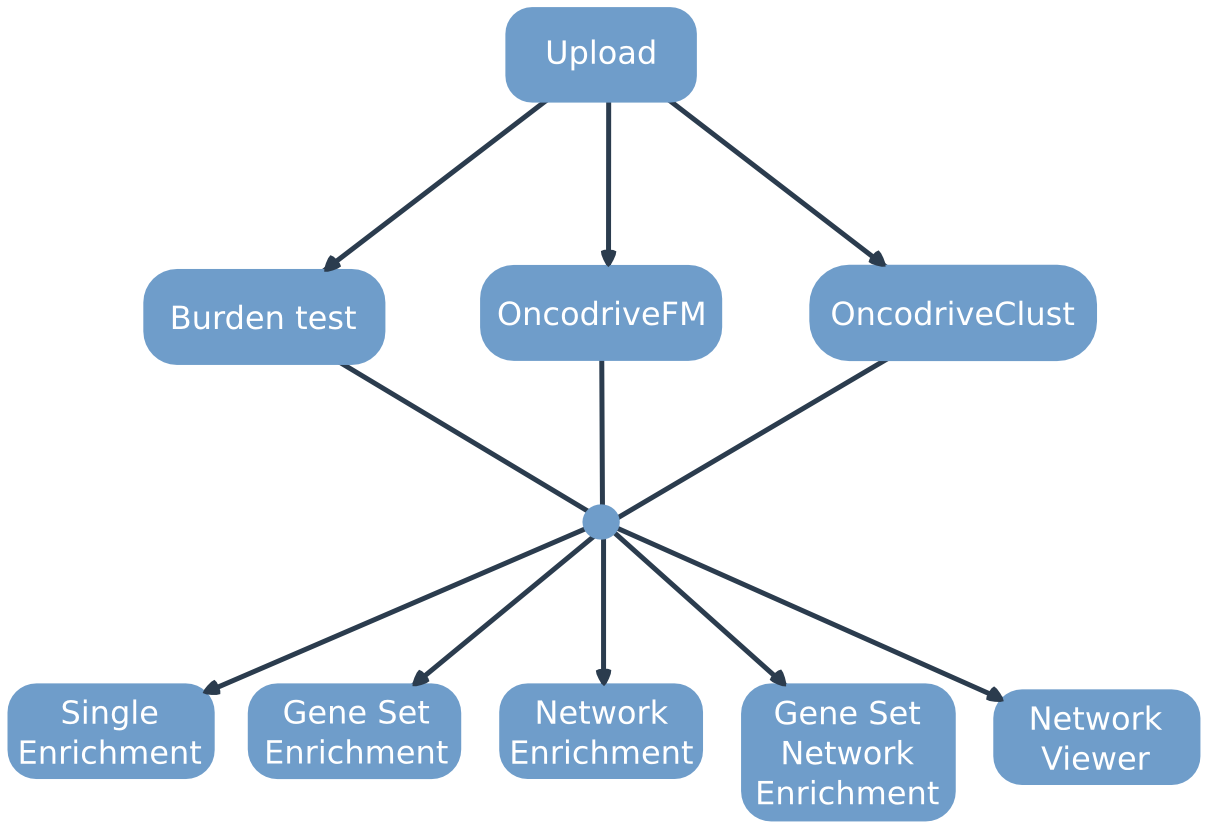 Upload
Burden test
OncodriveFM
OncodriveClust
Single
Enrichment
Gene Set
Enrichment
Network
Enrichment
Gene Set
Network
Enrichment
Network
Viewer